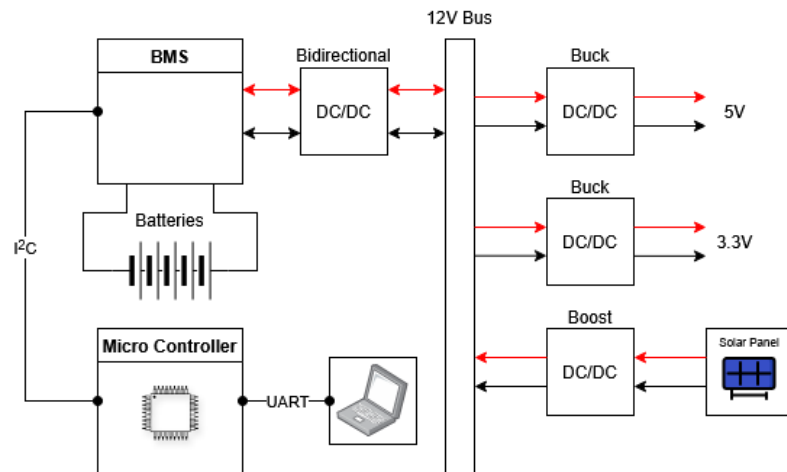 12V Bus
BMS
Bidirectional
DC/DC
Buck
DC/DC
5V
Batteries
I²C
Buck
DC/DC
3.3V
Micro Controller
UART
Boost
DC/DC
Solar Panel